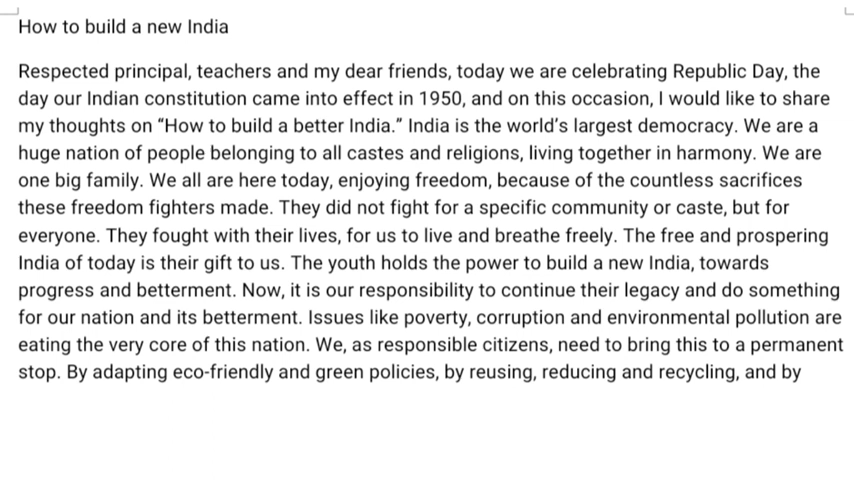 How to build a new India
Respected principal, teachers and my dear friends, today we are celebrating Republic Day, the
day our Indian constitution came into effect in 1950, and on this occasion, I would like to share
my thoughts on “How to build a better India.” India is the world’s largest democracy. We are a
huge nation of people belonging to all castes and religions, living together in harmony. We are
one big family. We all are here today, enjoying freedom, because of the countless sacrifices
these freedom fighters made. They did not fight for a specific community or caste, but for
everyone. They fought with their lives, for us to live and breathe freely. The free and prospering
India of today is their gift to us. The youth holds the power to build a new India, towards
progress and betterment. Now, it is our responsibility to continue their legacy and do something
for our nation and its betterment. Issues like poverty, corruption and environmental pollution are
eating the very core of this nation. We, as responsible citizens, need to bring this to a permanent
stop. By adapting eco-friendly and green policies, by reusing, reducing and recycling, and by